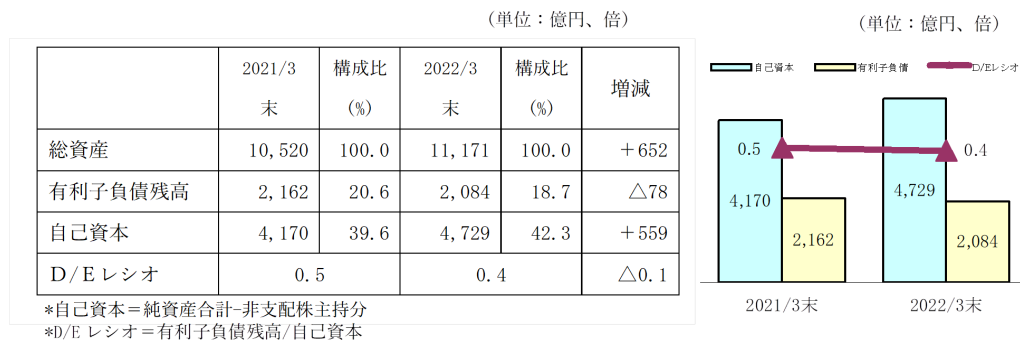 （単位：億円、倍）
2021/3末 構成比(%) 2022/3末 構成比(%) 増減
総資産 10,520 100.0 11,171 100.0 ＋652
有利子負債残高 2,162 20.6 2,084 18.7 △78
自己資本 4,170 39.6 4,729 42.3 ＋559
Ｄ/Ｅレシオ 0.5 0.4 △0.1
*自己資本＝純資産合計-非支配株主持分
*D/E レシオ＝有利子負債残高/自己資本
（単位：億円、倍）
自己資本 有利子負債 D/Eレシオ
0.5 0.4
4,170 2,162 4,729 2,084
2021/3末 2022/3末